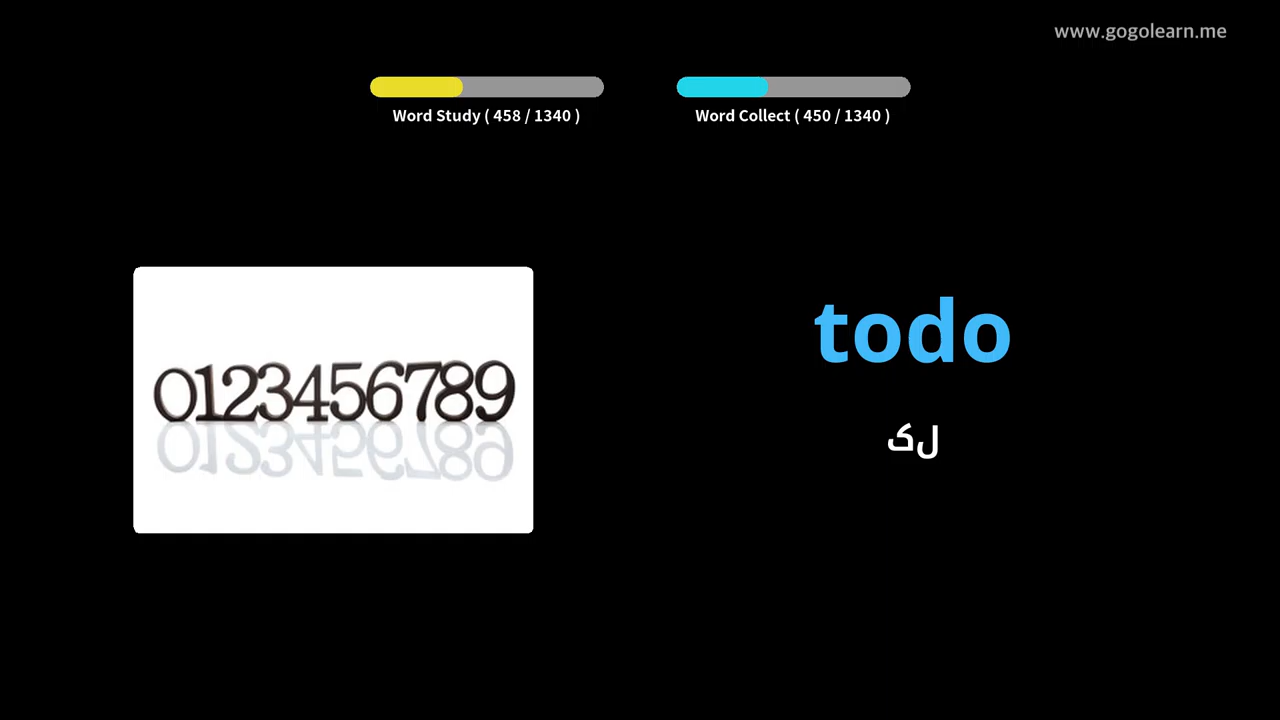 www.gogolearn.me
Word Study ( 458 / 1340 )
Word Collect ( 450 / 1340 )
0123456789
todo
کل